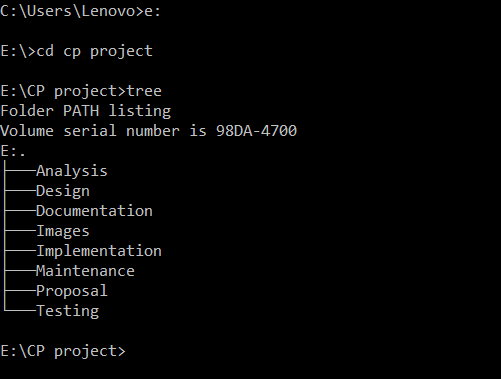 C:\Users\Lenovo>e:
E:\>cd cp project
E:\CP project>tree
Folder PATH listing
Volume serial number is 98DA-4700
E:.
├───Analysis
├───Design
├───Documentation
├───Images
├───Implementation
├───Maintenance
├───Proposal
└───Testing
E:\CP project>